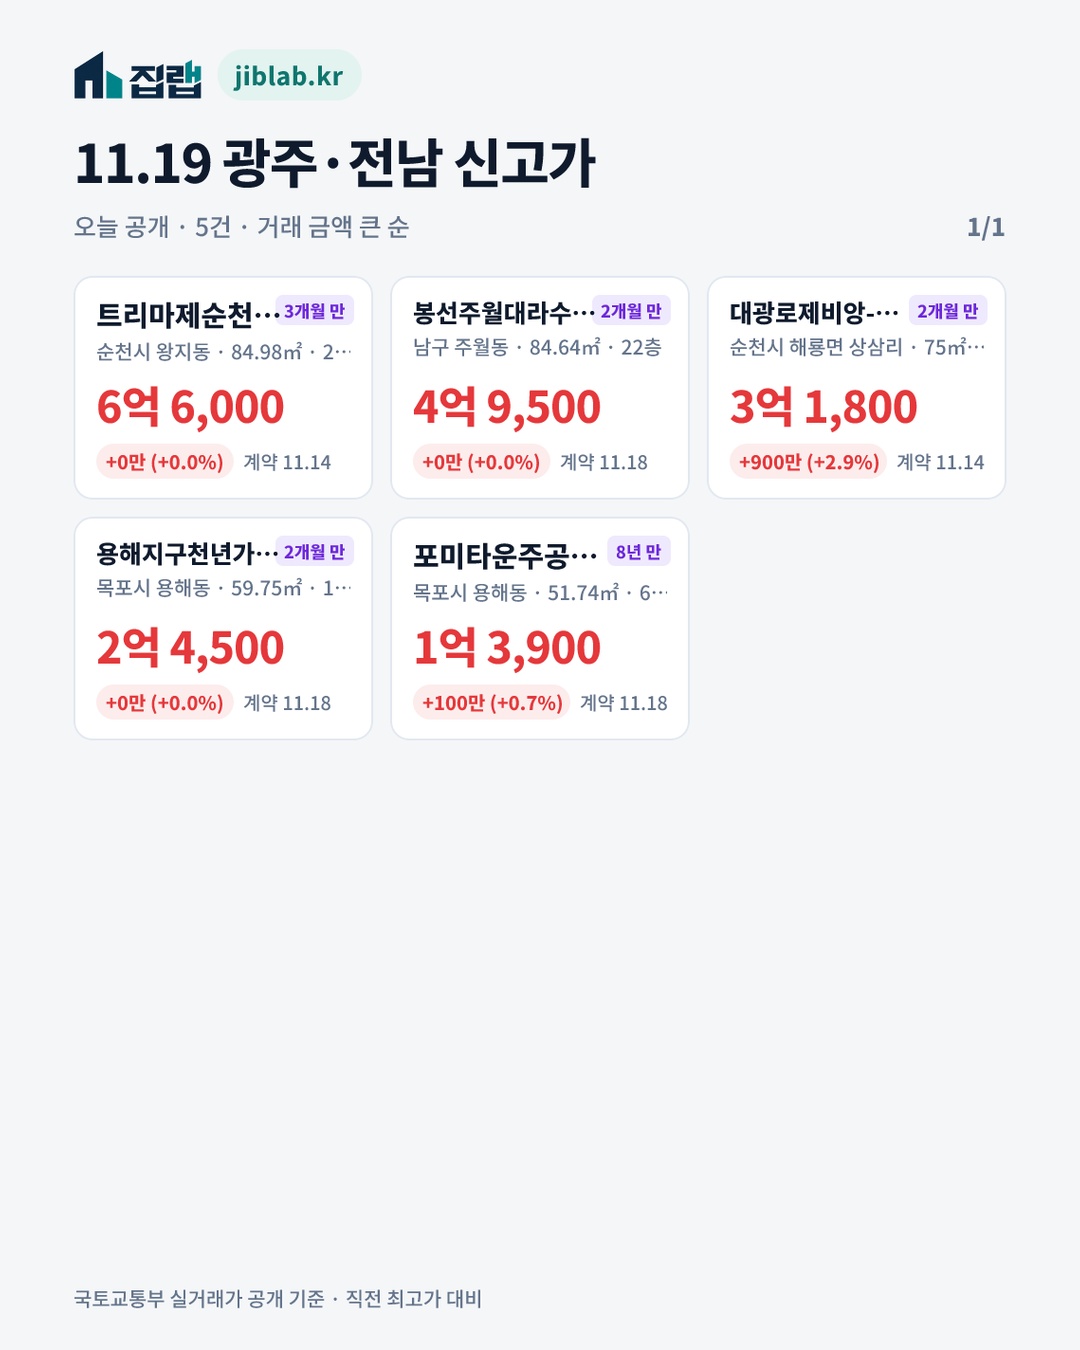 집랩 jiblab.kr
11.19 광주·전남 신고가
오늘 공개 · 5건 · 거래 금액 큰 순 1/1
트리마제순천… 3개월 만
순천시 왕지동 · 84.98㎡ · 2…
6억 6,000
+0만 (+0.0%) 계약 11.14
봉선주월대라수… 2개월 만
남구 주월동 · 84.64㎡ · 22층
4억 9,500
+0만 (+0.0%) 계약 11.18
대광로제비앙-… 2개월 만
순천시 해룡면 상삼리 · 75㎡…
3억 1,800
+900만 (+2.9%) 계약 11.14
용해지구천년가… 2개월 만
목포시 용해동 · 59.75㎡ · 1…
2억 4,500
+0만 (+0.0%) 계약 11.18
포미타운주공… 8년 만
목포시 용해동 · 51.74㎡ · 6…
1억 3,900
+100만 (+0.7%) 계약 11.18
국토교통부 실거래가 공개 기준 · 직전 최고가 대비